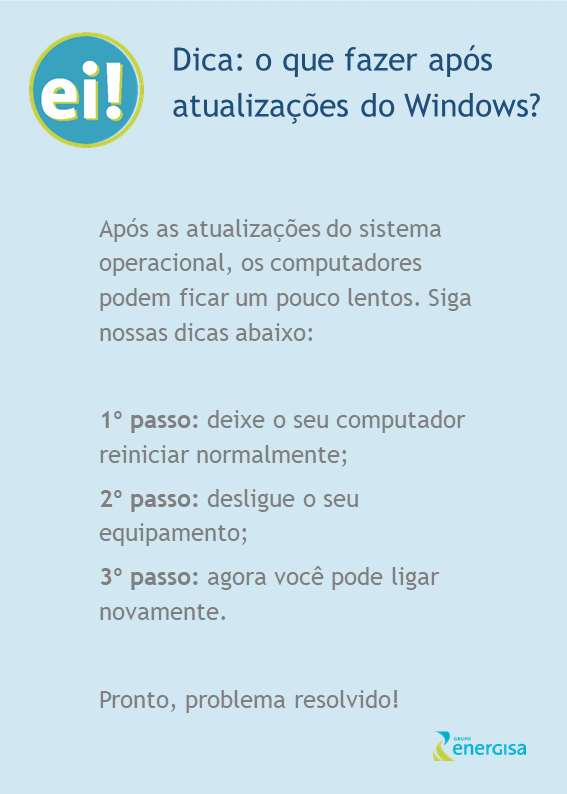 ei!
Dica: o que fazer após
atualizações do Windows?
Após as atualizações do sistema
operacional, os computadores
podem ficar um pouco lentos. Siga
nossas dicas abaixo:
1º passo: deixe o seu computador
reiniciar normalmente;
2º passo: desligue o seu
equipamento;
3º passo: agora você pode ligar
novamente.
Pronto, problema resolvido!
GRUPO
energisa